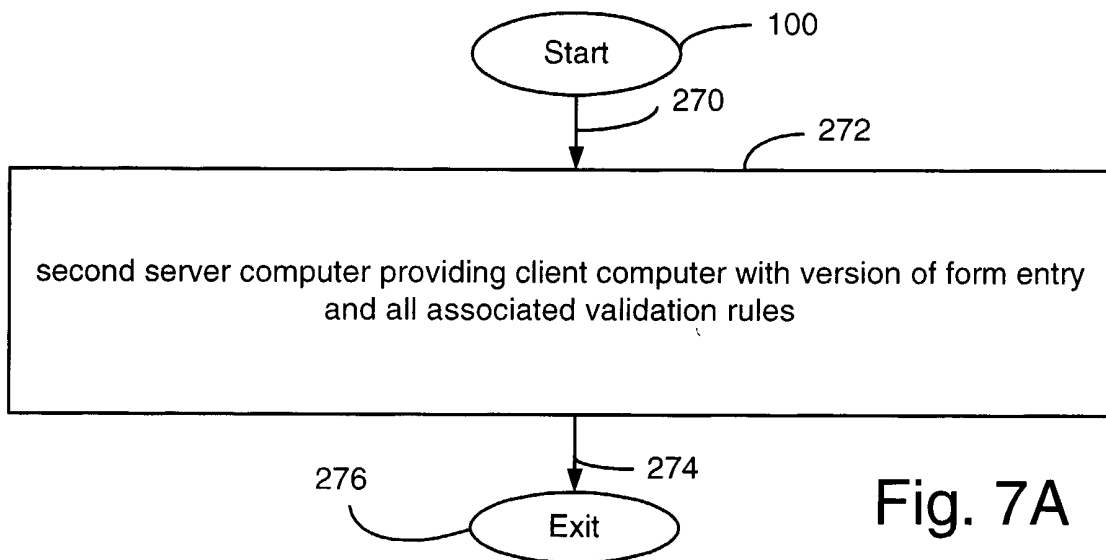 Start
100
270
272
second server computer providing client computer with version of form entry
and all associated validation rules
274
276
Exit
Fig. 7A